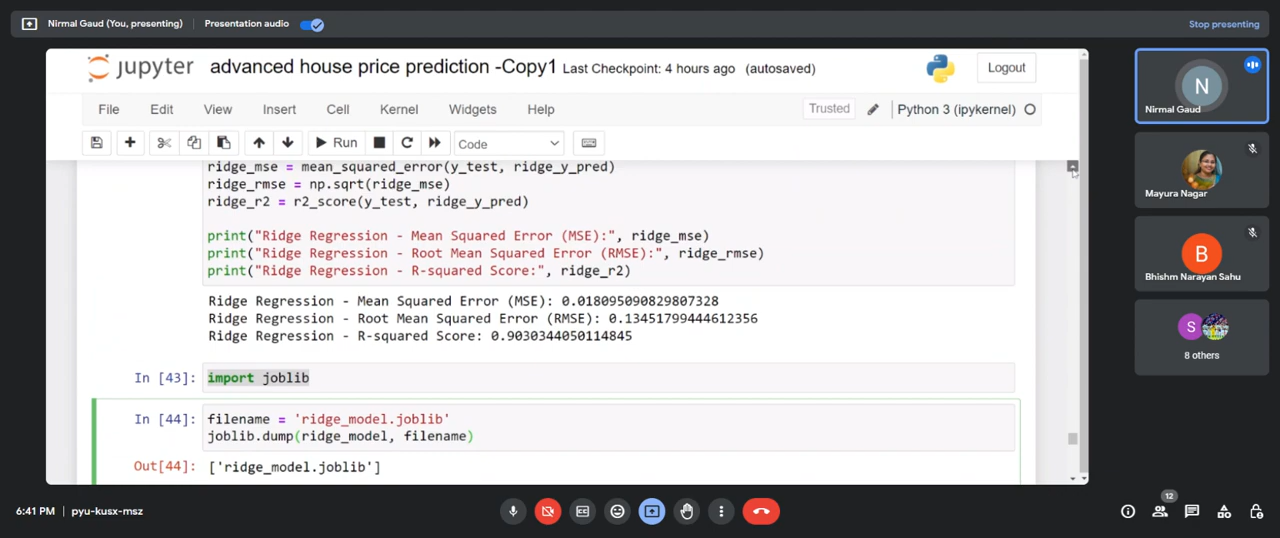 Nirmal Gaud (You, presenting) Presentation audio Stop presenting
jupyter advanced house price prediction -Copy1 Last Checkpoint: 4 hours ago (autosaved) Logout
File Edit View Insert Cell Kernel Widgets Help Trusted Python 3 (ipykernel)
Run Code
ridge_mse = mean_squared_error(y_test, ridge_y_pred)
ridge_rmse = np.sqrt(ridge_mse)
ridge_r2 = r2_score(y_test, ridge_y_pred)
print("Ridge Regression - Mean Squared Error (MSE):", ridge_mse)
print("Ridge Regression - Root Mean Squared Error (RMSE):", ridge_rmse)
print("Ridge Regression - R-squared Score:", ridge_r2)
Ridge Regression - Mean Squared Error (MSE): 0.018095090829807328
Ridge Regression - Root Mean Squared Error (RMSE): 0.13451799444612356
Ridge Regression - R-squared Score: 0.9030344050114845
In [43]: import joblib
In [44]: filename = 'ridge_model.joblib'
joblib.dump(ridge_model, filename)
Out[44]: ['ridge_model.joblib']
N
Nirmal Gaud
Mayura Nagar
B
Bhishm Narayan Sahu
S
8 others
6:41 PM pyu-kusx-msz
12